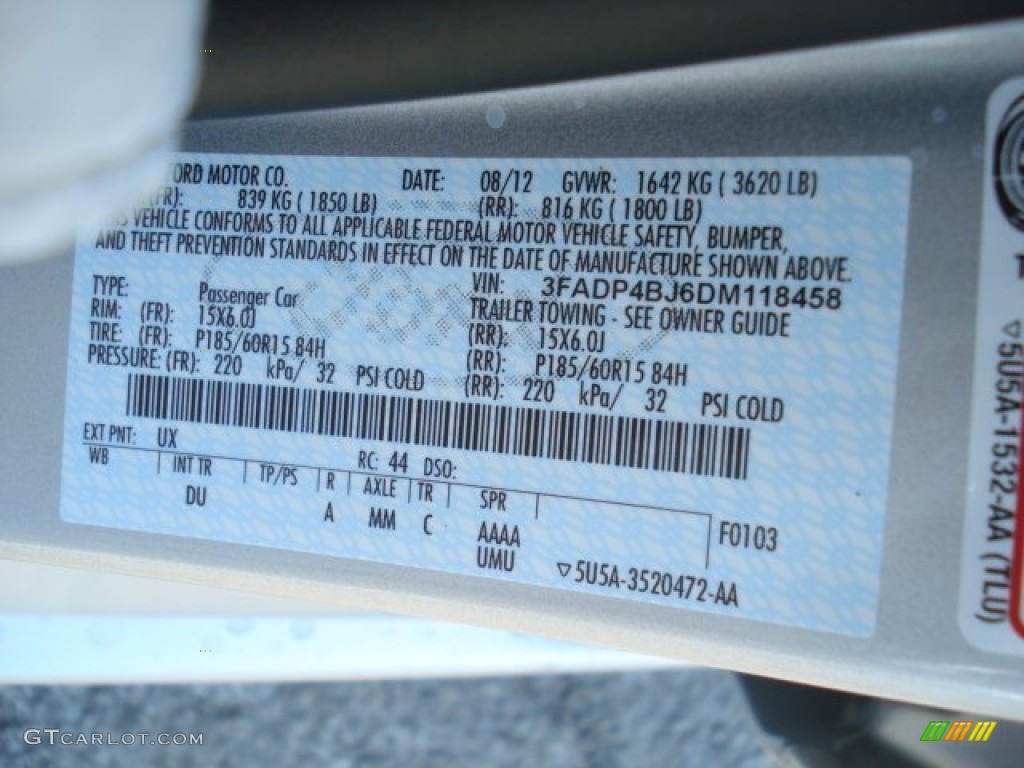 ORD MOTOR CO. DATE: 08/12 GVWR: 1642 KG ( 3620 LB)
(FR): 839 KG ( 1850 LB) (RR): 816 KG ( 1800 LB)
THIS VEHICLE CONFORMS TO ALL APPLICABLE FEDERAL MOTOR VEHICLE SAFETY, BUMPER,
AND THEFT PREVENTION STANDARDS IN EFFECT ON THE DATE OF MANUFACTURE SHOWN ABOVE.
VIN: 3FADP4BJ6DM118458
TYPE: Passenger Car TRAILER TOWING - SEE OWNER GUIDE
RIM: (FR): 15X6.0J (RR): 15X6.0J
TIRE: (FR): P185/60R15 84H (RR): P185/60R15 84H
PRESSURE: (FR): 220 kPa/ 32 PSI COLD (RR): 220 kPa/ 32 PSI COLD
EXT PNT: UX RC: 44 DSO:
WB INT TR TP/PS R AXLE TR SPR
DU A MM C AAAA F0103
UMU ▽5U5A-3520472-AA
▽5U5A-1532-AA (TLU)
GTCARLOT.COM